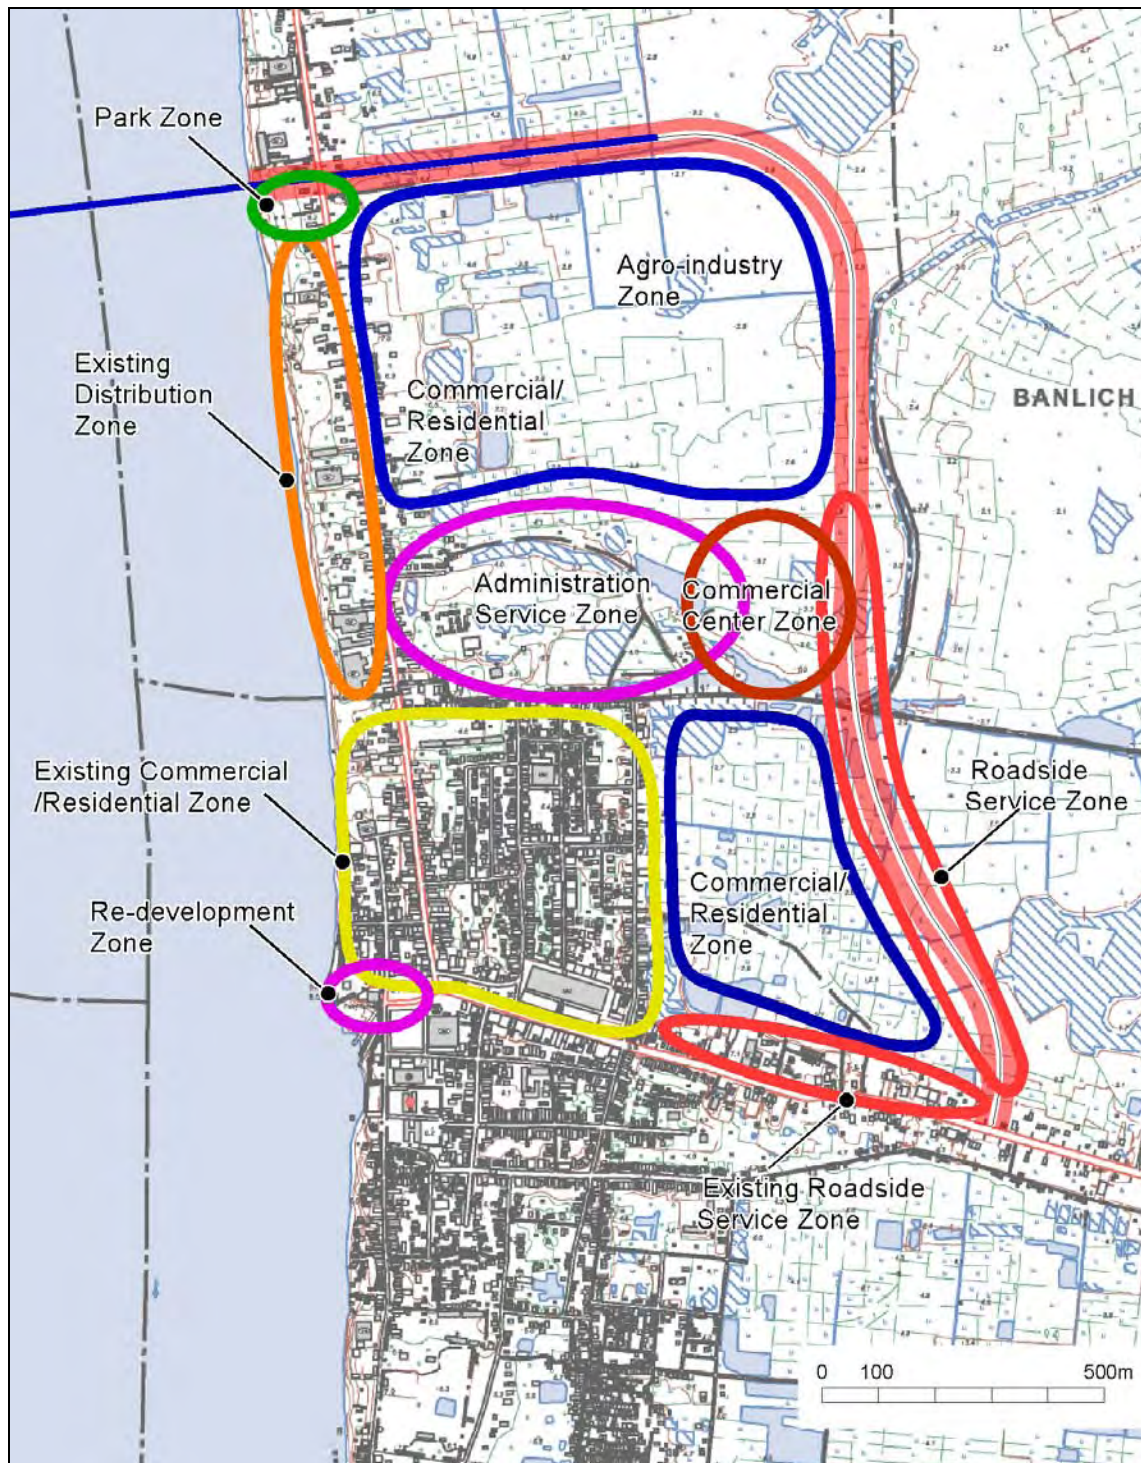 Park Zone
Agro-industry
Zone
Existing
Distribution
Zone
Commercial/
Residential
Zone
BANLICH
Administration
Service Zone
Commercial
Center Zone
Existing Commercial
/Residential Zone
Roadside
Service Zone
Commercial/
Residential
Zone
Re-development
Zone
Existing Roadside
Service Zone
0 100 500m